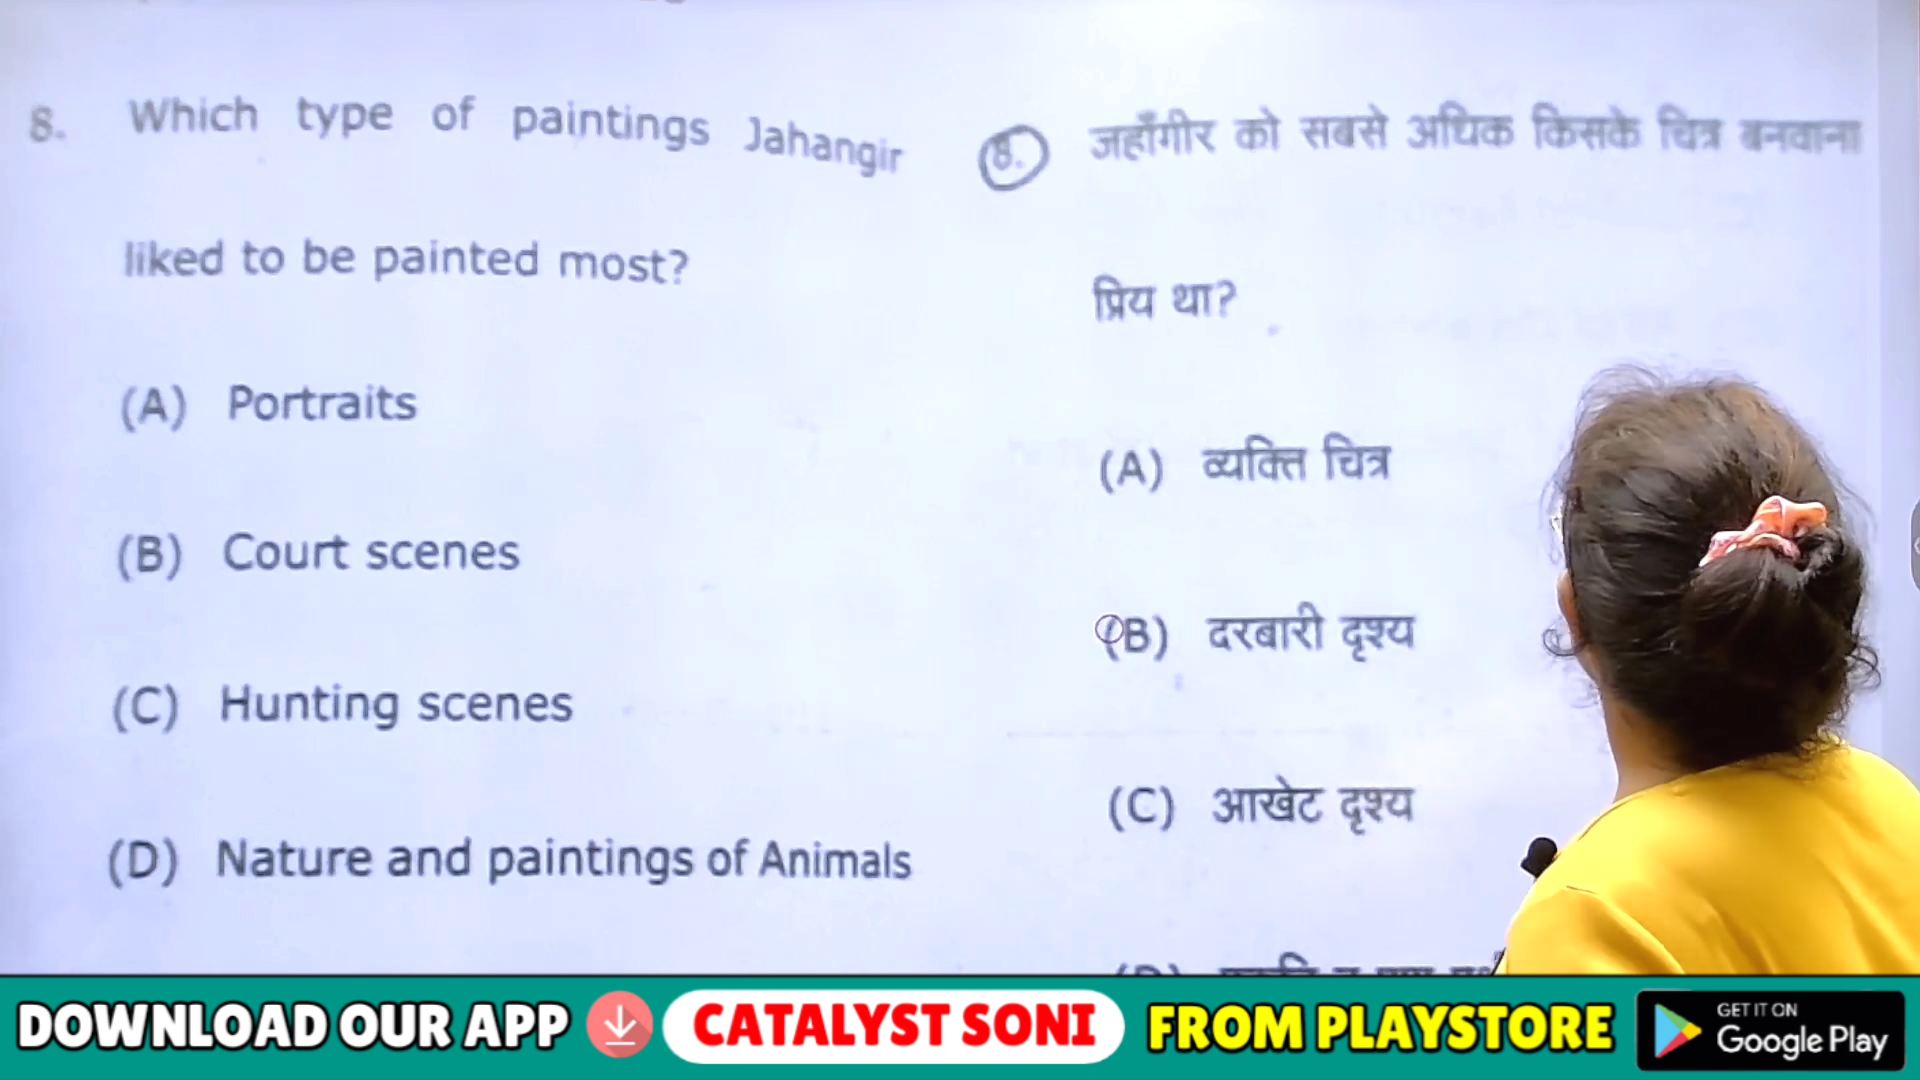 8. Which type of paintings Jahangir
liked to be painted most?
(A) Portraits
(B) Court scenes
(C) Hunting scenes
(D) Nature and paintings of Animals
8. जहाँगीर को सबसे अधिक किसके चित्र बनवाना
प्रिय था?
(A) व्यक्ति चित्र
(B) दरबारी दृश्य
(C) आखेट दृश्य
DOWNLOAD OUR APP CATALYST SONI FROM PLAYSTORE
GET IT ON
Google Play